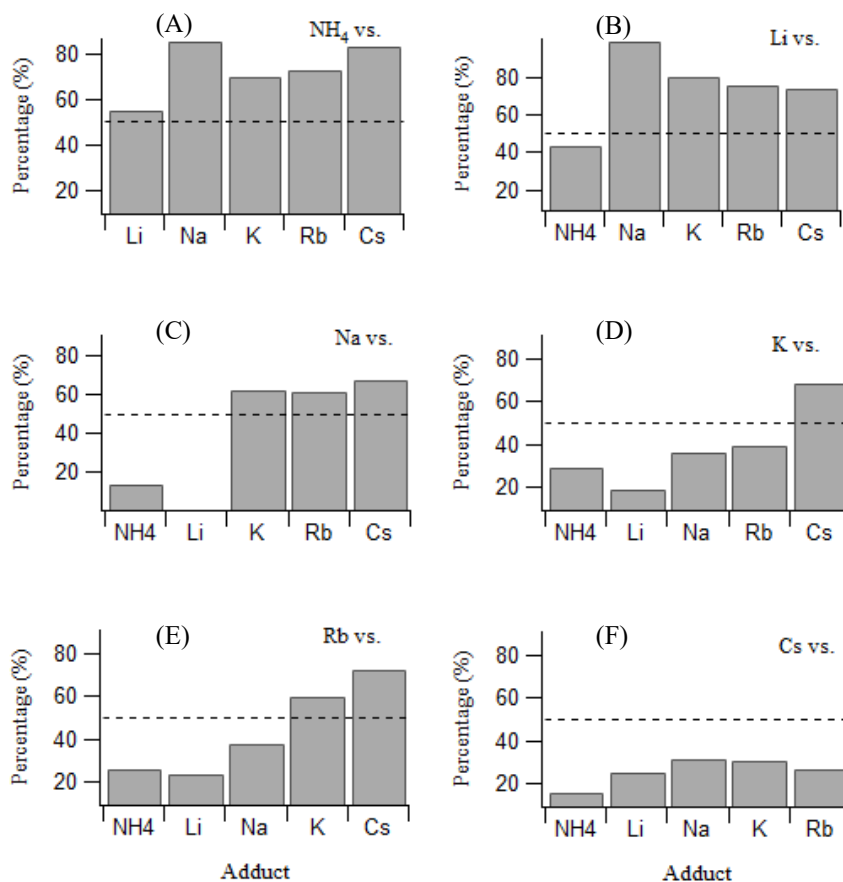 (A)
NH4 vs.
Percentage (%)
80
60
40
20
Li Na K Rb Cs
(B)
Li vs.
Percentage (%)
80
60
40
20
NH4 Na K Rb Cs
(C)
Na vs.
Percentage (%)
80
60
40
20
NH4 Li K Rb Cs
(D)
K vs.
Percentage (%)
80
60
40
20
NH4 Li Na Rb Cs
(E)
Rb vs.
Percentage (%)
80
60
40
20
NH4 Li Na K Cs
Adduct
(F)
Cs vs.
Percentage (%)
80
60
40
20
NH4 Li Na K Rb
Adduct